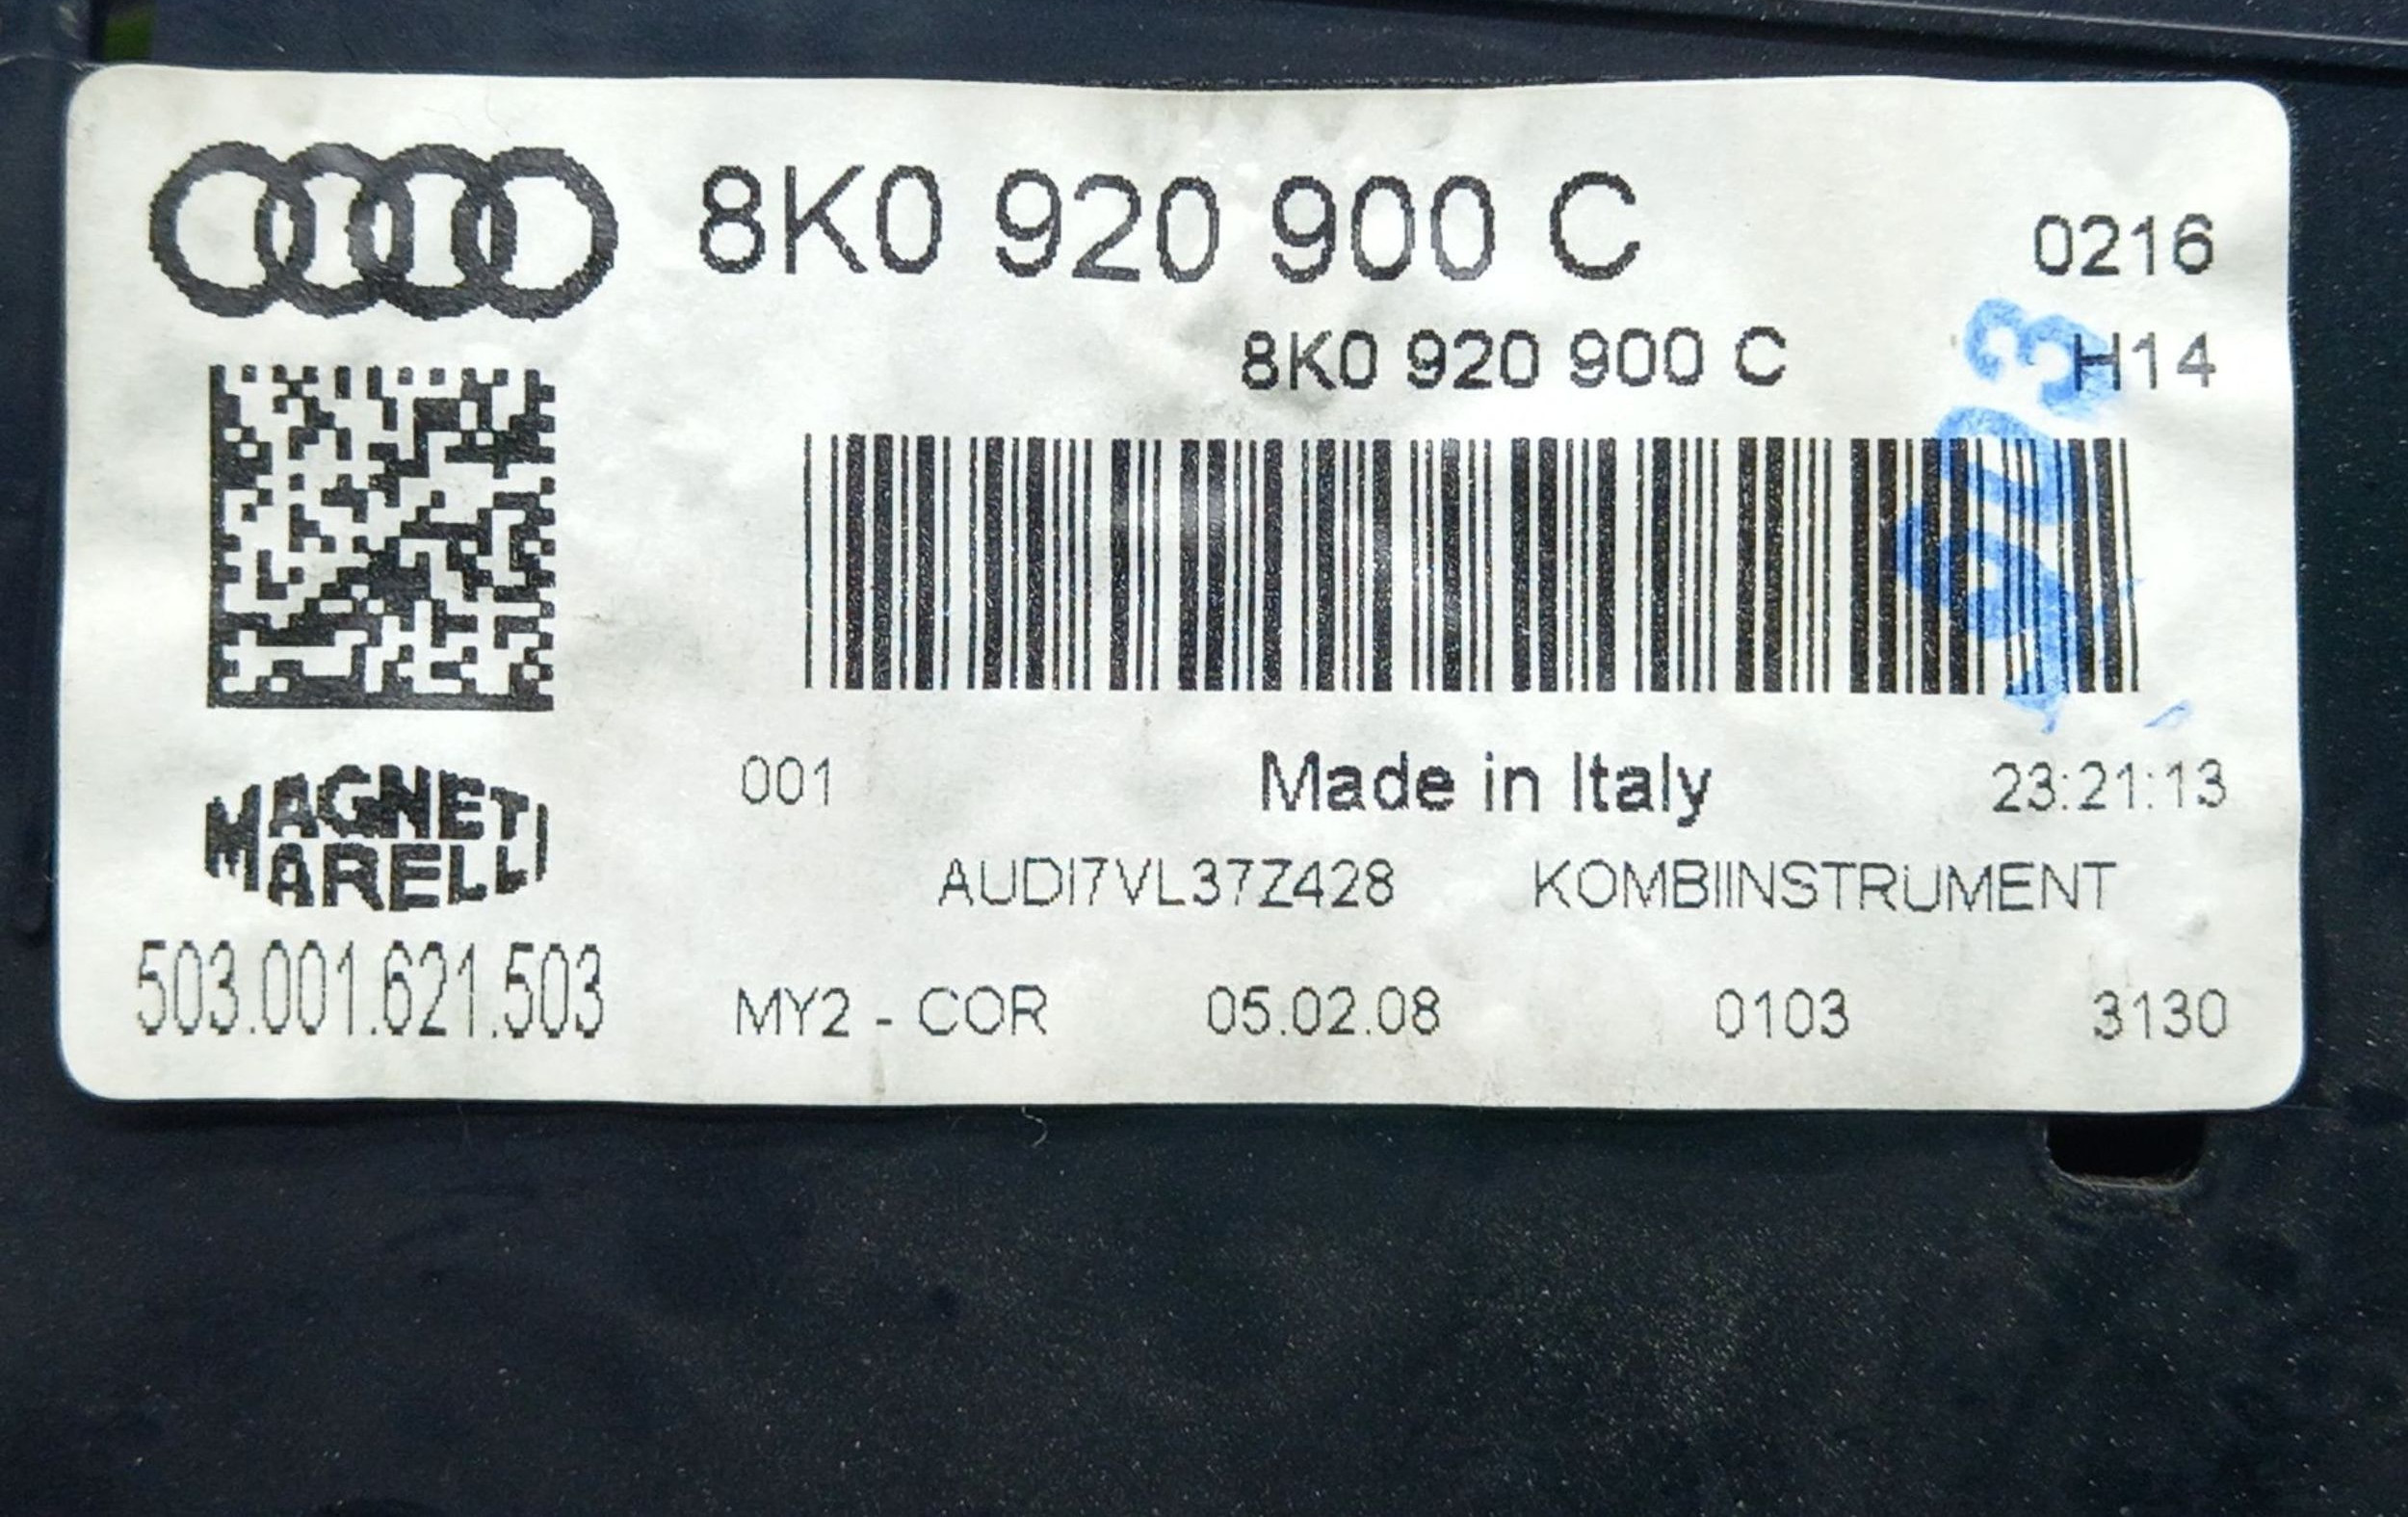 8K0 920 900 C
0216
8K0 920 900 C
H14
001
Made in Italy
23:21:13
MAGNETI
MARELLI
AUDI7VL37Z428
KOMBIINSTRUMENT
503.001.621.503
MY2 - COR
05.02.08
0103
3130